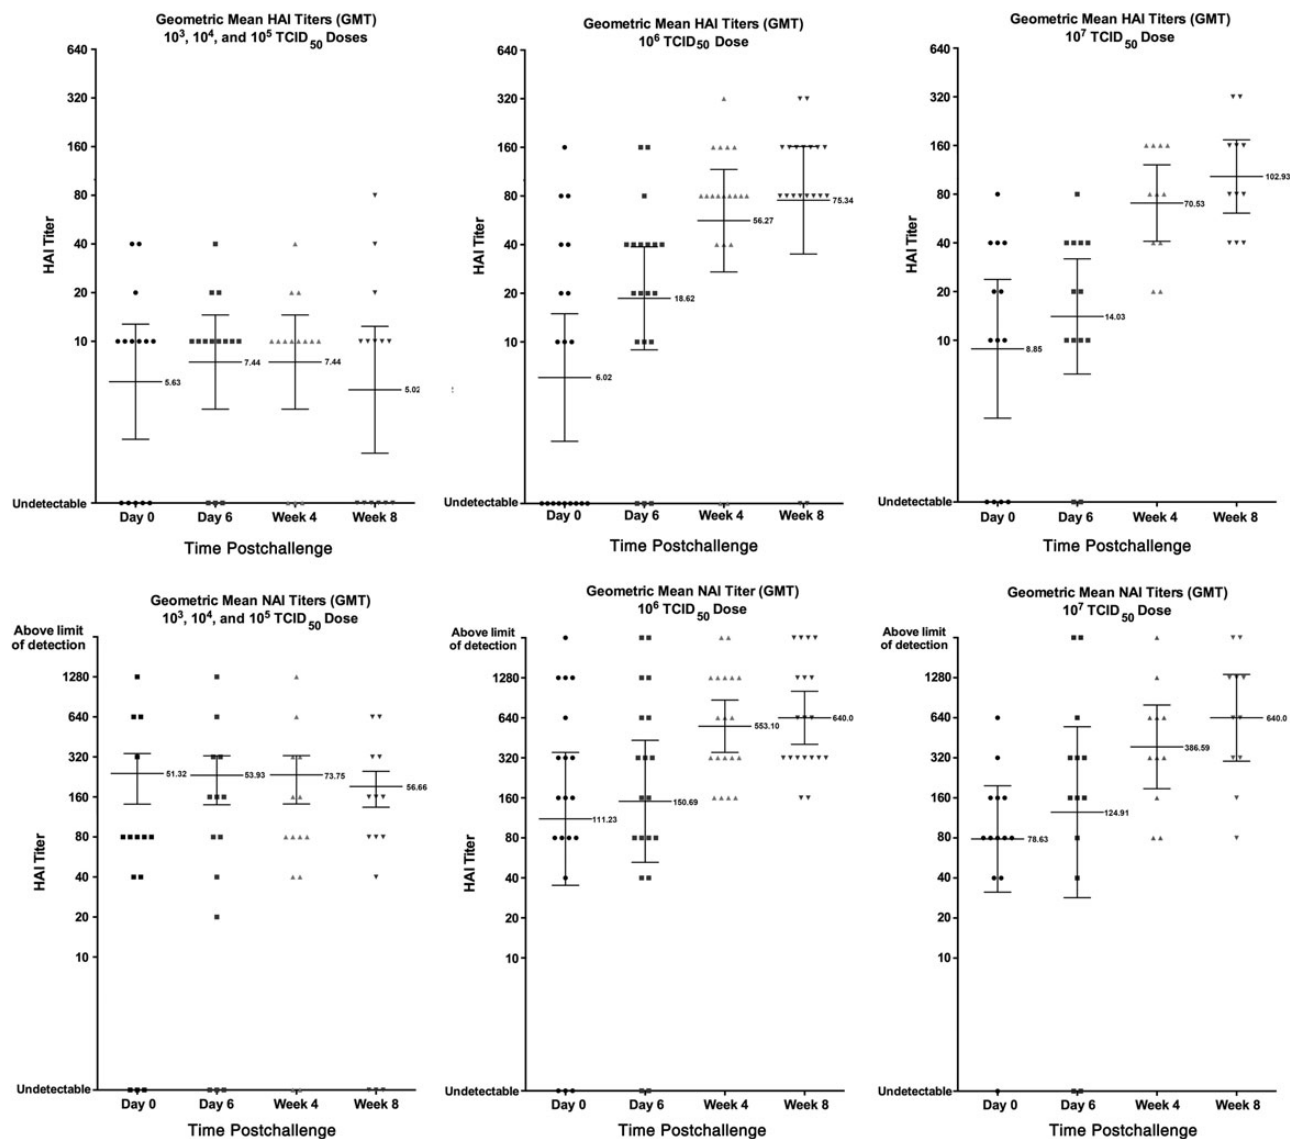 Geometric Mean HAI Titers (GMT)
10³, 10⁴, and 10⁵ TCID₅₀ Doses
640
320
160
80
40
20
10
Undetectable
HAI Titer
5.63
7.44
7.44
5.02
Day 0 Day 6 Week 4 Week 8
Time Postchallenge
Geometric Mean HAI Titers (GMT)
10⁶ TCID₅₀ Dose
640
320
160
80
40
20
10
Undetectable
HAI Titer
6.02
18.62
56.27
75.34
Day 0 Day 6 Week 4 Week 8
Time Postchallenge
Geometric Mean HAI Titers (GMT)
10⁷ TCID₅₀ Dose
640
320
160
80
40
20
10
Undetectable
HAI Titer
8.85
14.03
70.53
102.93
Day 0 Day 6 Week 4 Week 8
Time Postchallenge
Geometric Mean NAI Titers (GMT)
10³, 10⁴, and 10⁵ TCID₅₀ Dose
Above limit
of detection
1280
640
320
160
80
40
20
10
Undetectable
HAI Titer
51.32
53.93
73.75
56.66
Day 0 Day 6 Week 4 Week 8
Time Postchallenge
Geometric Mean NAI Titer (GMT)
10⁶ TCID₅₀ Dose
Above limit
of detection
1280
640
320
160
80
40
20
10
Undetectable
HAI Titer
111.23
150.69
553.10
640.0
Day 0 Day 6 Week 4 Week 8
Time Postchallenge
Geometric Mean NAI Titers (GMT)
10⁷ TCID₅₀ Dose
Above limit
of detection
1280
640
320
160
80
40
20
10
Undetectable
HAI Titer
78.63
124.91
386.59
640.0
Day 0 Day 6 Week 4 Week 8
Time Postchallenge